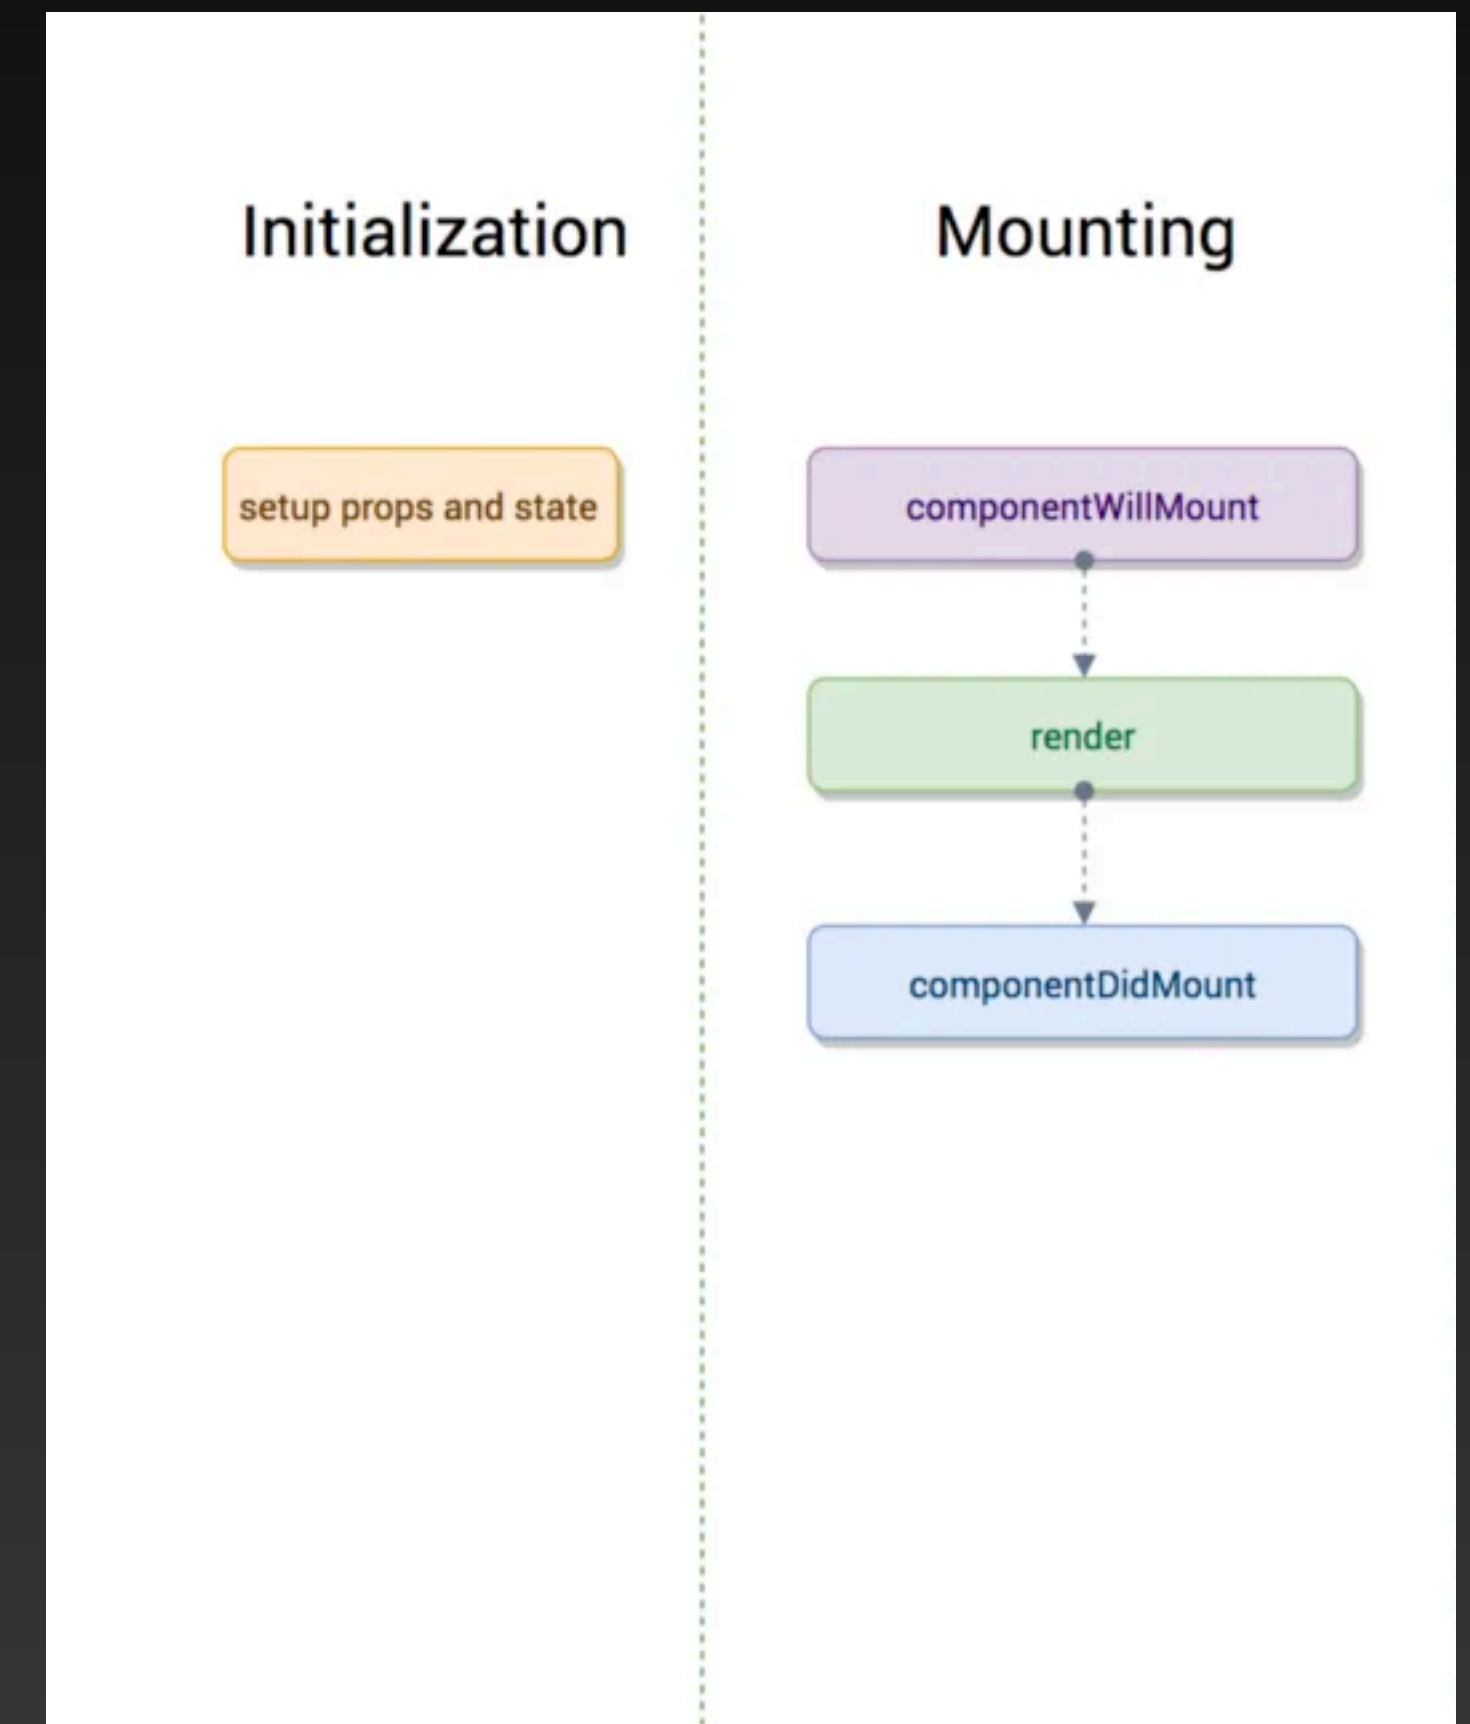 Initialization
setup props and state
Mounting
componentWillMount
render
componentDidMount